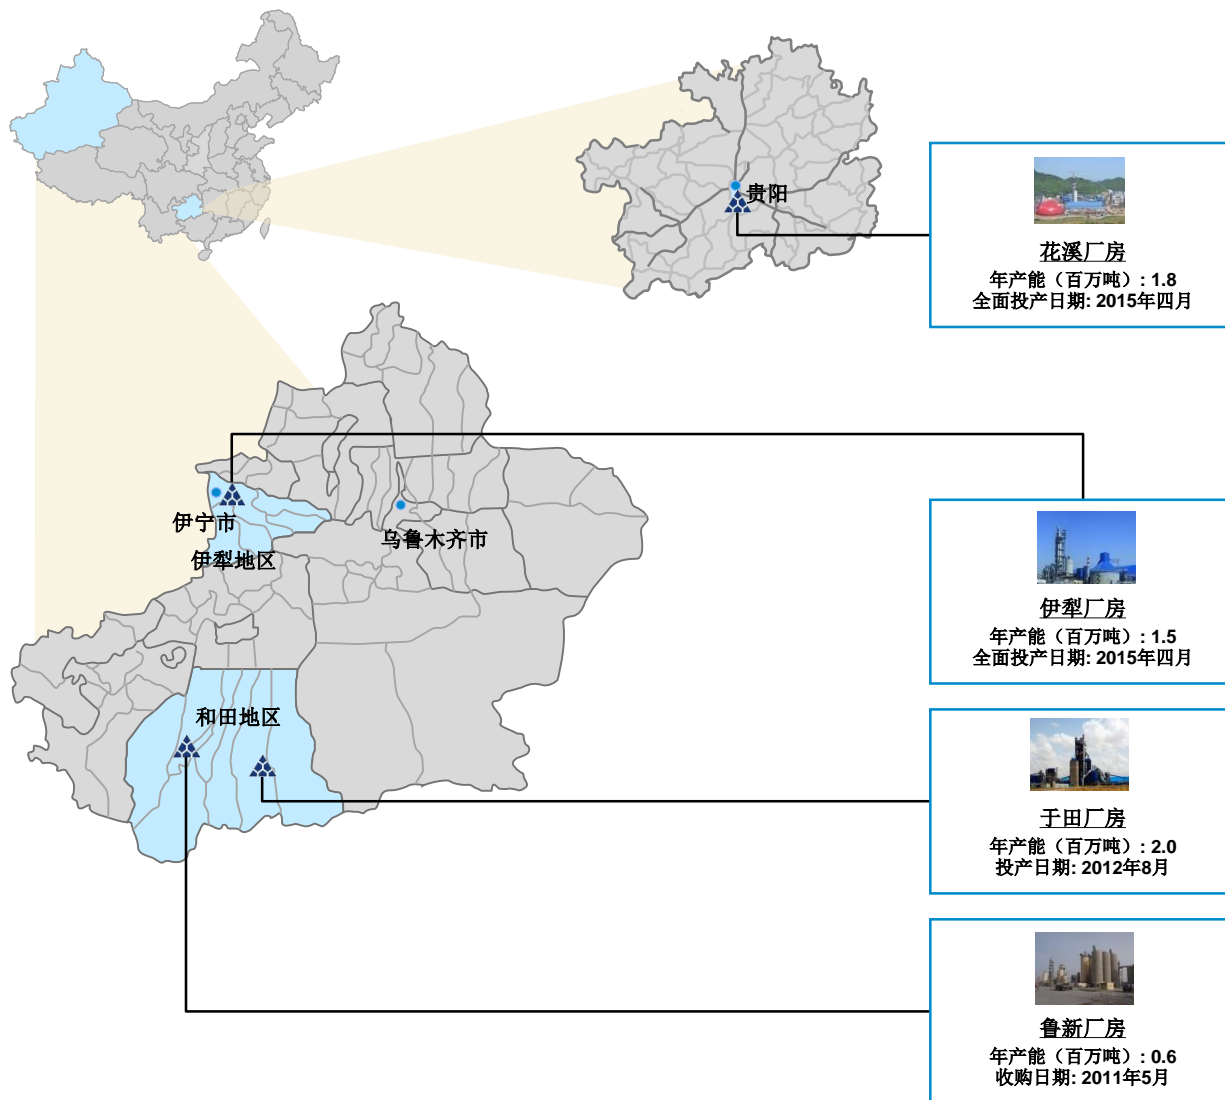 贵阳
花溪厂房
年产能（百万吨）: 1.8
全面投产日期: 2015年四月
伊宁市
伊犁地区
乌鲁木齐市
伊犁厂房
年产能（百万吨）: 1.5
全面投产日期: 2015年四月
和田地区
于田厂房
年产能（百万吨）: 2.0
投产日期: 2012年8月
鲁新厂房
年产能（百万吨）: 0.6
收购日期: 2011年5月